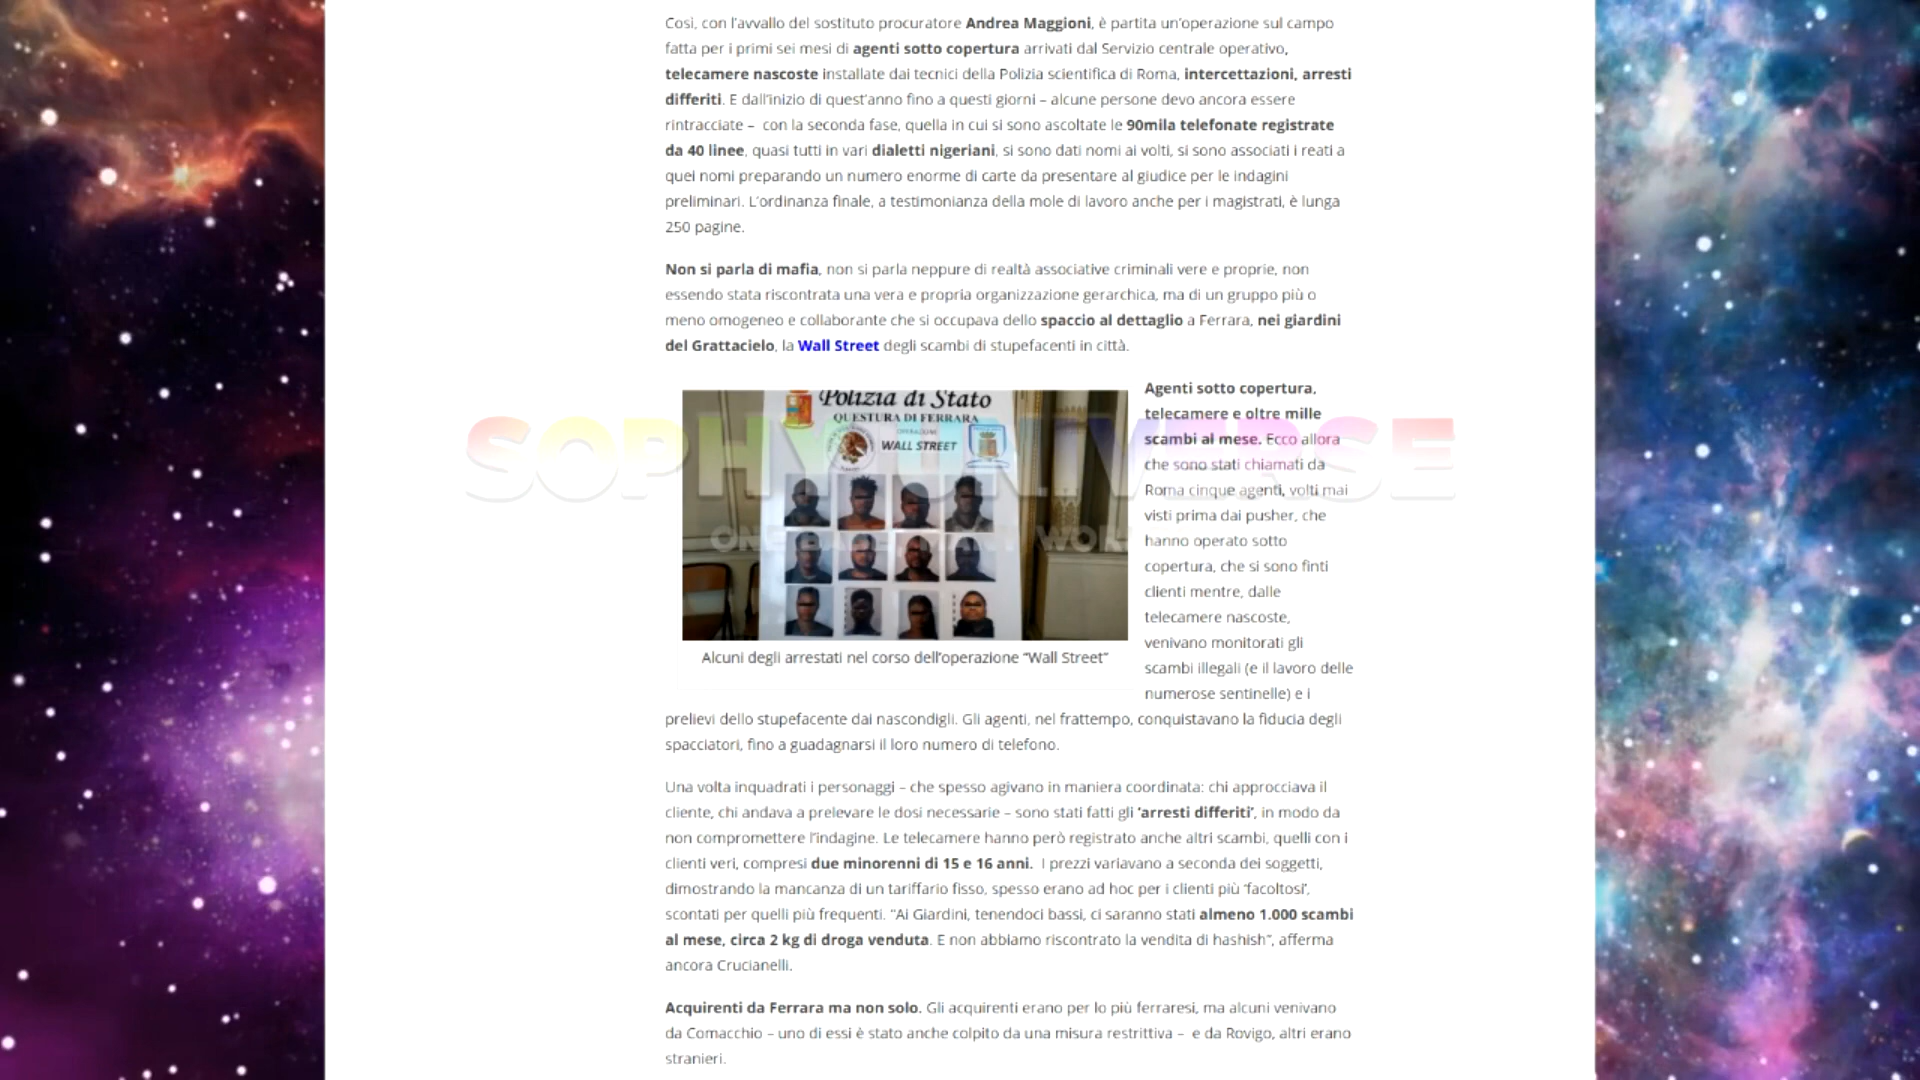 Così, con l'avvallo del sostituto procuratore Andrea Maggioni, è partita un'operazione sul campo
fatta per i primi sei mesi di agenti sotto copertura arrivati dal Servizio centrale operativo,
telecamere nascoste installate dai tecnici della Polizia scientifica di Roma, intercettazioni, arresti
differiti. E dall'inizio di quest'anno fino a questi giorni – alcune persone devo ancora essere
rintracciate – con la seconda fase, quella in cui si sono ascoltate le 90mila telefonate registrate
da 40 linee, quasi tutti in vari dialetti nigeriani, si sono dati nomi ai volti, si sono associati i reati a
quei nomi preparando un numero enorme di carte da presentare al giudice per le indagini
preliminari. L'ordinanza finale, a testimonianza della mole di lavoro anche per i magistrati, è lunga
250 pagine.
Non si parla di mafia, non si parla neppure di realtà associative criminali vere e proprie, non
essendo stata riscontrata una vera e propria organizzazione gerarchica, ma di un gruppo più o
meno omogeneo e collaborante che si occupava dello spaccio al dettaglio a Ferrara, nei giardini
del Grattacielo, la Wall Street degli scambi di stupefacenti in città.
Polizia di Stato
QUESTURA DI FERRARA
OPERAZIONE
WALL STREET
SOPHY UNIVERSE
Alcuni degli arrestati nel corso dell'operazione “Wall Street”
Agenti sotto copertura,
telecamere e oltre mille
scambi al mese. Ecco allora
che sono stati chiamati da
Roma cinque agenti, volti mai
visti prima dai pusher, che
hanno operato sotto
copertura, che si sono finti
clienti mentre, dalle
telecamere nascoste,
venivano monitorati gli
scambi illegali (e il lavoro delle
numerose sentinelle) e i
prelievi dello stupefacente dai nascondigli. Gli agenti, nel frattempo, conquistavano la fiducia degli
spacciatori, fino a guadagnarsi il loro numero di telefono.
Una volta inquadrati i personaggi – che spesso agivano in maniera coordinata: chi approcciava il
cliente, chi andava a prelevare le dosi necessarie – sono stati fatti gli ‘arresti differiti’, in modo da
non compromettere l'indagine. Le telecamere hanno però registrato anche altri scambi, quelli con i
clienti veri, compresi due minorenni di 15 e 16 anni. I prezzi variavano a seconda dei soggetti,
dimostrando la mancanza di un tariffario fisso, spesso erano ad hoc per i clienti più ‘facoltosi’,
scontati per quelli più frequenti. “Ai Giardini, tenendoci bassi, ci saranno stati almeno 1.000 scambi
al mese, circa 2 kg di droga venduta. E non abbiamo riscontrato la vendita di hashish”, afferma
ancora Crucianelli.
Acquirenti da Ferrara ma non solo. Gli acquirenti erano per lo più ferraresi, ma alcuni venivano
da Comacchio – uno di essi è stato anche colpito da una misura restrittiva – e da Rovigo, altri erano
stranieri.